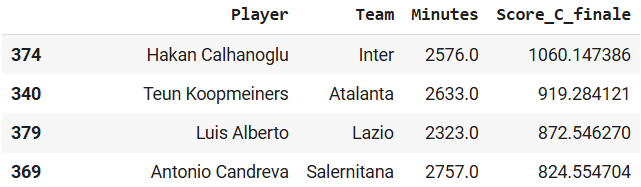 Player Team Minutes Score_C_finale
374 Hakan Calhanoglu Inter 2576.0 1060.147386
340 Teun Koopmeiners Atalanta 2633.0 919.284121
379 Luis Alberto Lazio 2323.0 872.546270
369 Antonio Candreva Salernitana 2757.0 824.554704